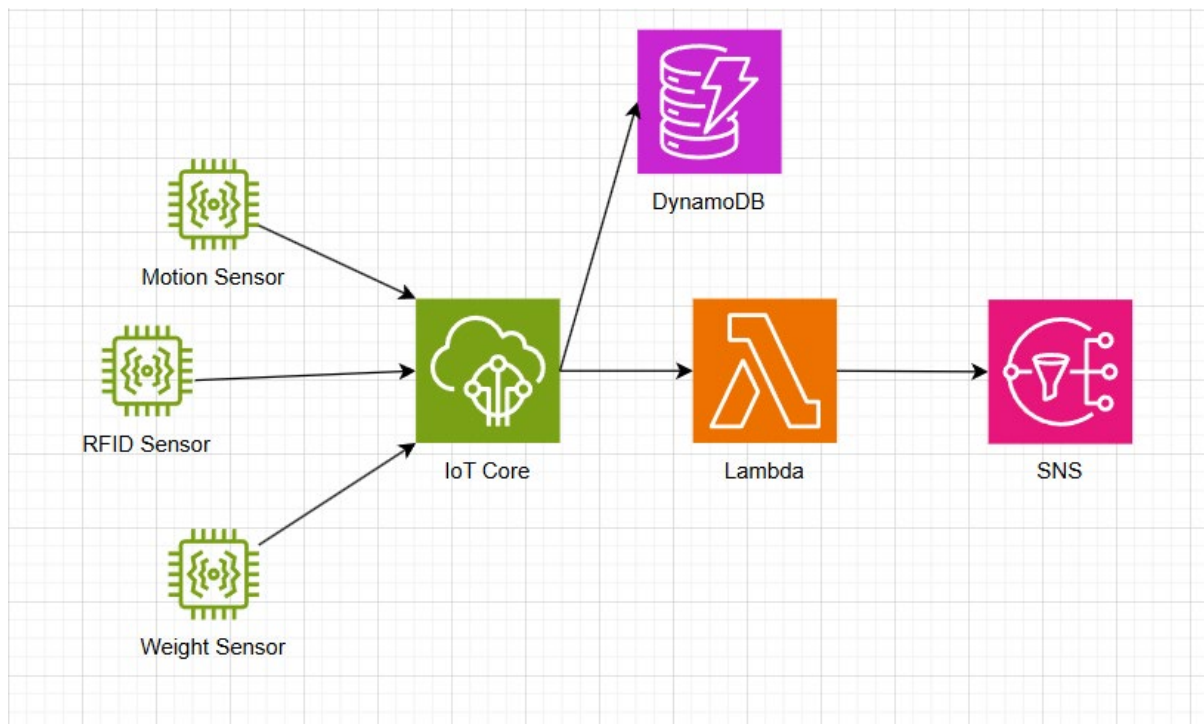 DynamoDB
Motion Sensor
RFID Sensor
IoT Core
Lambda
SNS
Weight Sensor